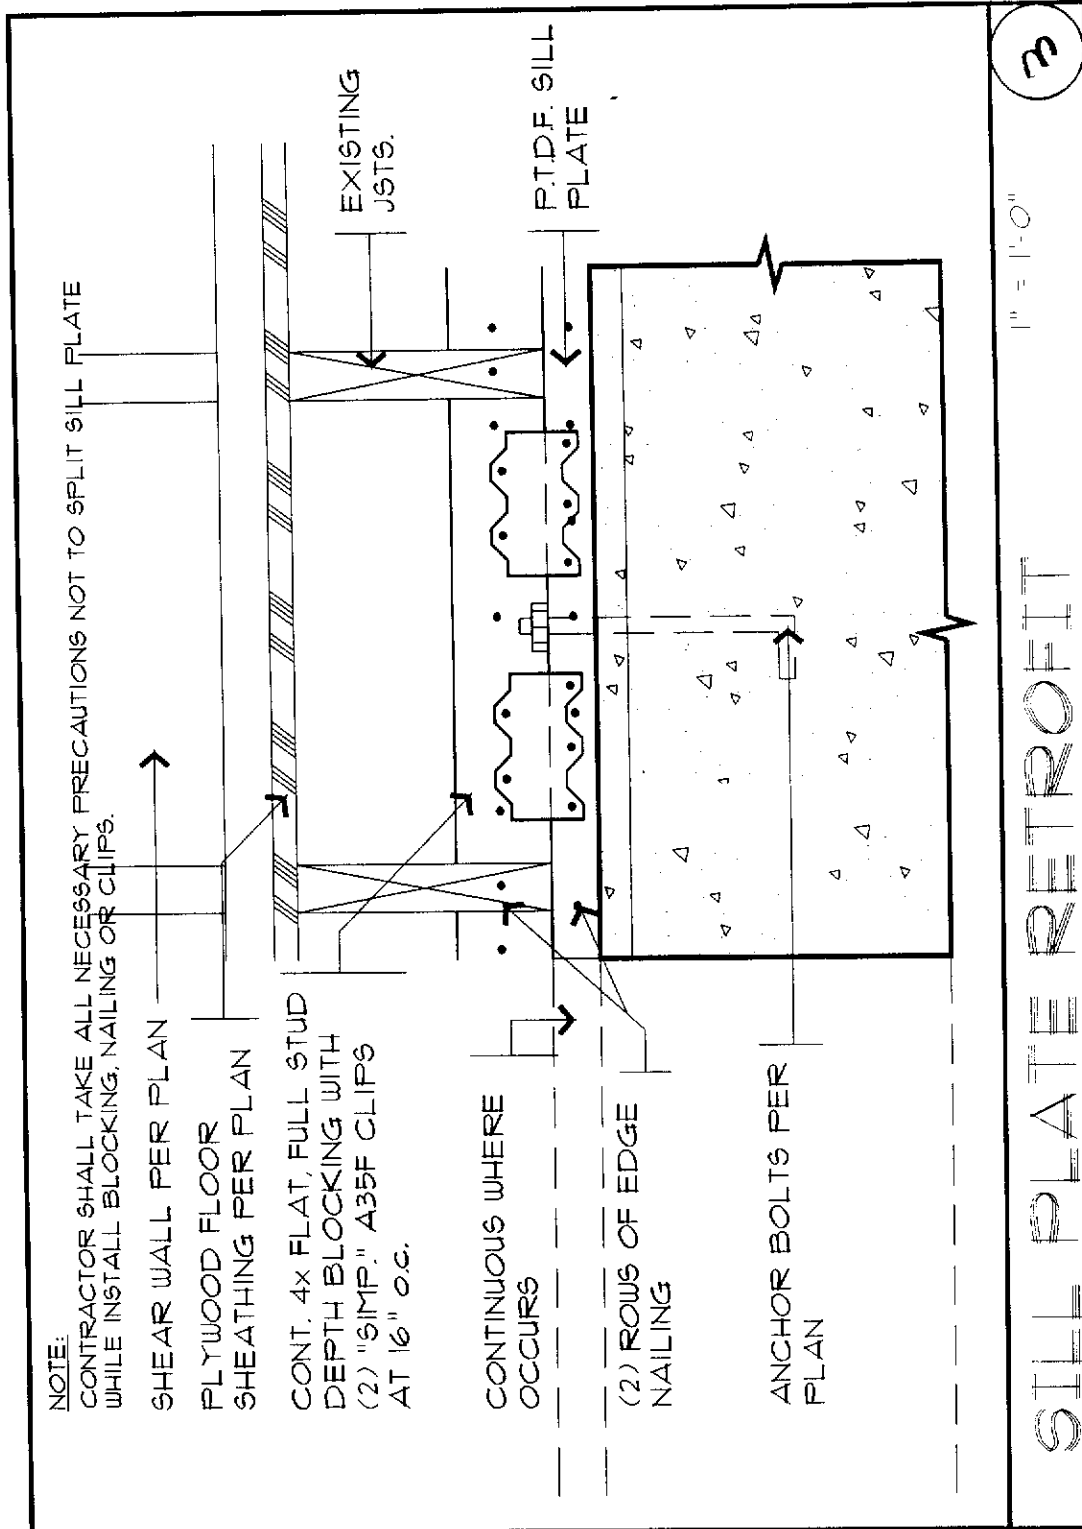 NOTE:
CONTRACTOR SHALL TAKE ALL NECESSARY PRECAUTIONS NOT TO SPLIT SILL PLATE
WHILE INSTALL BLOCKING, NAILING OR CLIPS.
SHEAR WALL PER PLAN
PLYWOOD FLOOR
SHEATHING PER PLAN
CONT. 4x FLAT, FULL STUD
DEPTH BLOCKING WITH
(2) "SIMP." A35F CLIPS
AT 16" O.C.
CONTINUOUS WHERE
OCCURS
(2) ROWS OF EDGE
NAILING
ANCHOR BOLTS PER
PLAN
EXISTING
JSTS.
P.T.D.F. SILL
PLATE
SILL PLATE RETROFIT
1" = 1'-0"
3